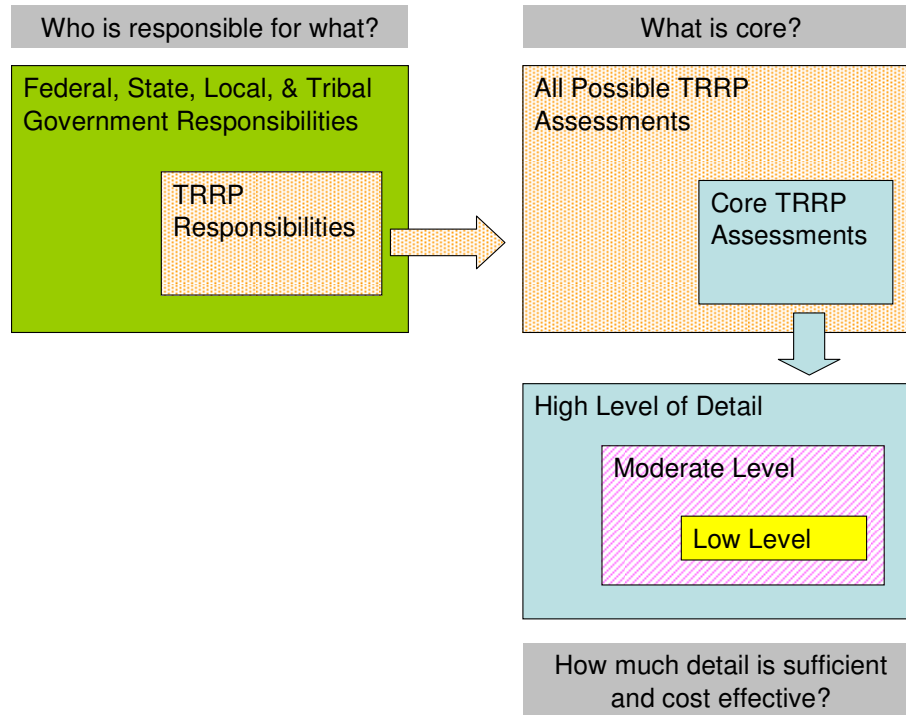 Who is responsible for what?
Federal, State, Local, & Tribal
Government Responsibilities
TRRP
Responsibilities
What is core?
All Possible TRRP
Assessments
Core TRRP
Assessments
High Level of Detail
Moderate Level
Low Level
How much detail is sufficient
and cost effective?